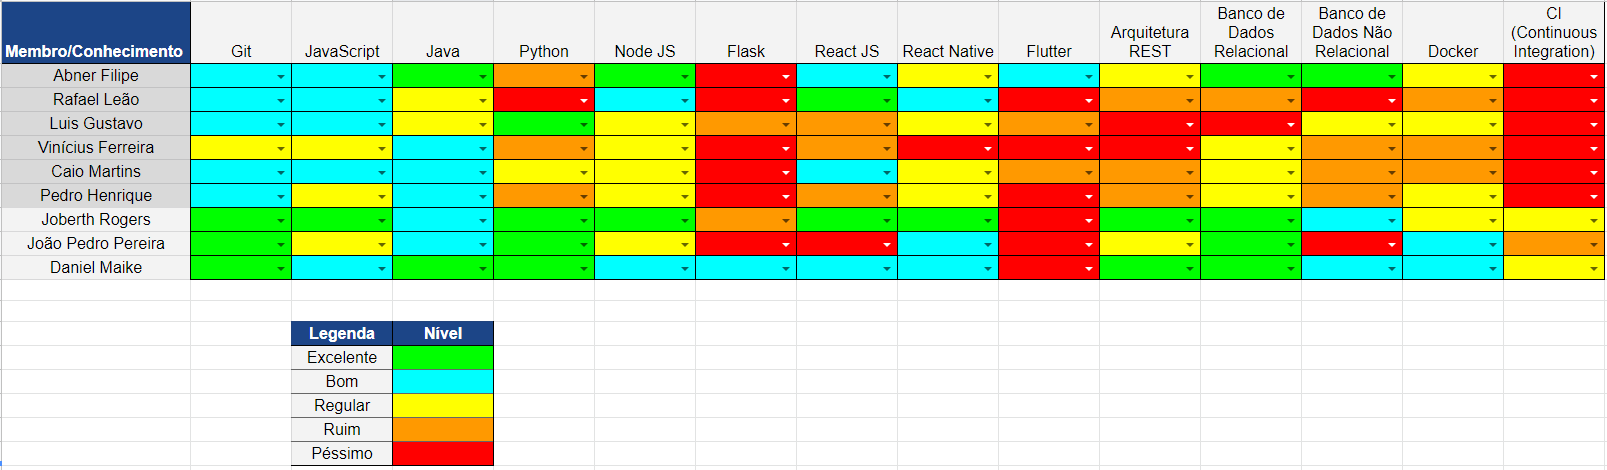 Membro/Conhecimento
Git
JavaScript
Java
Python
Node JS
Flask
React JS
React Native
Flutter
Arquitetura
REST
Banco de
Dados
Relacional
Banco de
Dados Não
Relacional
Docker
CI
(Continuous
Integration)
Abner Filipe
Rafael Leão
Luis Gustavo
Vinícius Ferreira
Caio Martins
Pedro Henrique
Joberth Rogers
João Pedro Pereira
Daniel Maike
Legenda Nível
Excelente
Bom
Regular
Ruim
Péssimo